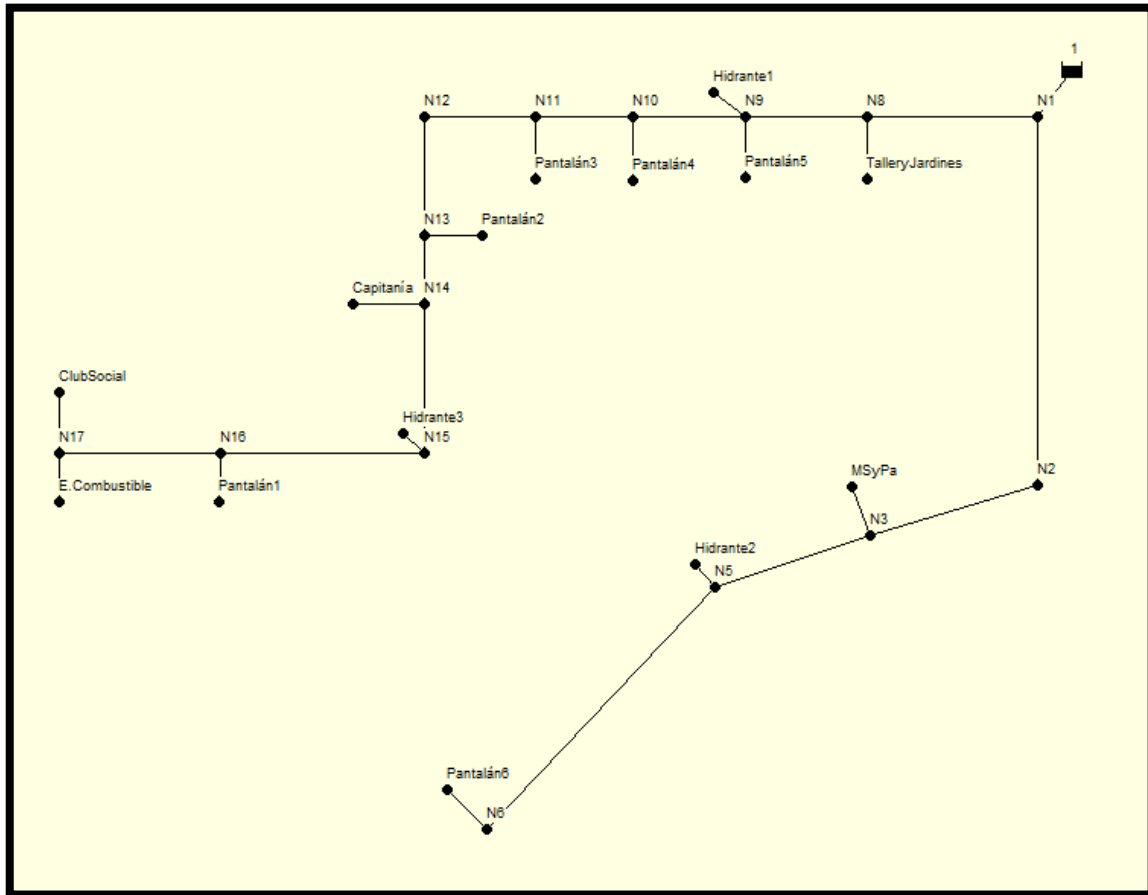 1
Hidrante1
N12
N11
N10
N9
N8
N1
Pantalán3
Pantalán4
Pantalán5
TalleryJardines
N13
Pantalán2
Capitanía
N14
ClubSocial
Hidrante3
N17
N16
N15
E.Combustible
Pantalán1
MSyPa
N2
N3
Hidrante2
N5
Pantalán6
N6